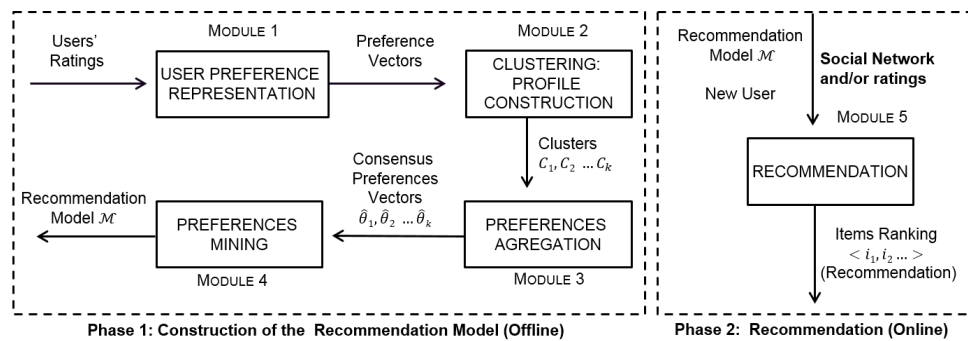 Users'
Ratings
MODULE 1
USER PREFERENCE
REPRESENTATION
Preference
Vectors
MODULE 2
CLUSTERING:
PROFILE
CONSTRUCTION
Clusters
C₁, C₂ ... Cₖ
PREFERENCES
AGREGATION
MODULE 3
Consensus
Preferences
Vectors
θ̂₁, θ̂₂ ... θ̂ₖ
PREFERENCES
MINING
MODULE 4
Recommendation
Model ℳ
Phase 1: Construction of the Recommendation Model (Offline)
Recommendation
Model ℳ
New User
Social Network
and/or ratings
MODULE 5
RECOMMENDATION
Items Ranking
< i₁, i₂ ... >
(Recommendation)
Phase 2: Recommendation (Online)